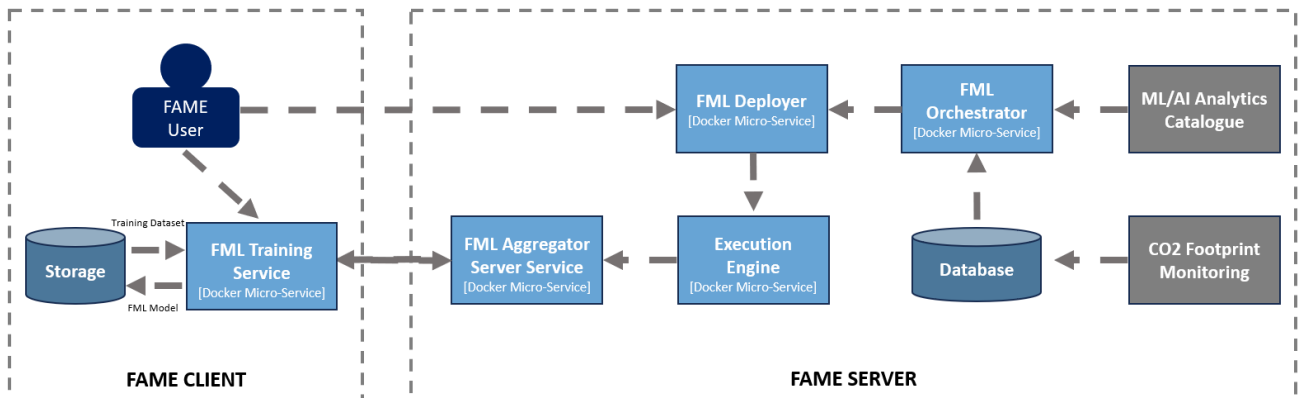 FAME
User
FML Deployer
[Docker Micro-Service]
FML
Orchestrator
[Docker Micro-Service]
ML/AI Analytics
Catalogue
Training Dataset
Storage
FML Model
FML Training
Service
[Docker Micro-Service]
FML Aggregator
Server Service
[Docker Micro-Service]
Execution
Engine
[Docker Micro-Service]
Database
CO2 Footprint
Monitoring
FAME CLIENT
FAME SERVER